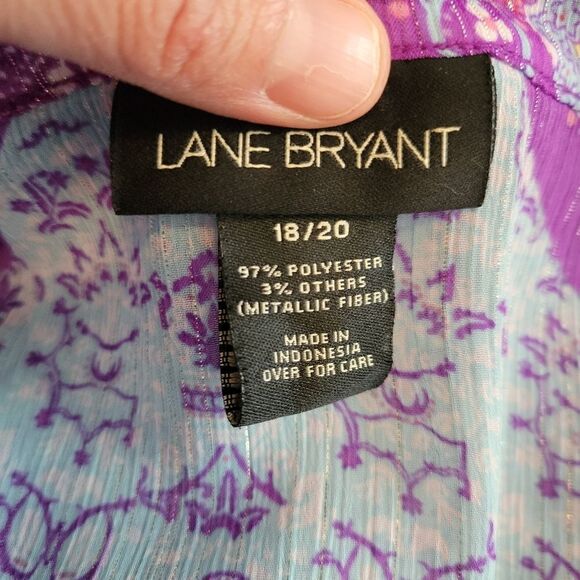 LANE BRYANT
18/20
97% POLYESTER
3% OTHERS
(METALLIC FIBER)
MADE IN
INDONESIA
OVER FOR CARE